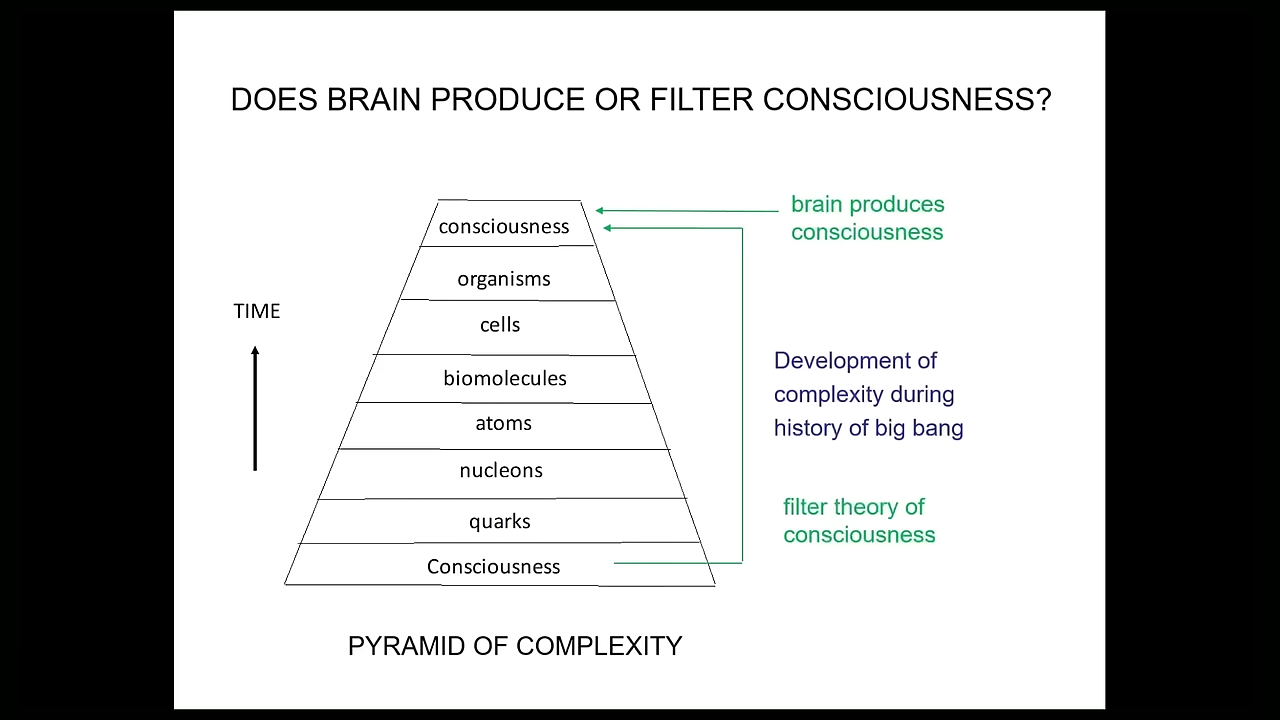 DOES BRAIN PRODUCE OR FILTER CONSCIOUSNESS?
brain produces
consciousness
consciousness
organisms
TIME
cells
Development of
complexity during
history of big bang
biomolecules
atoms
nucleons
filter theory of
consciousness
quarks
Consciousness
PYRAMID OF COMPLEXITY